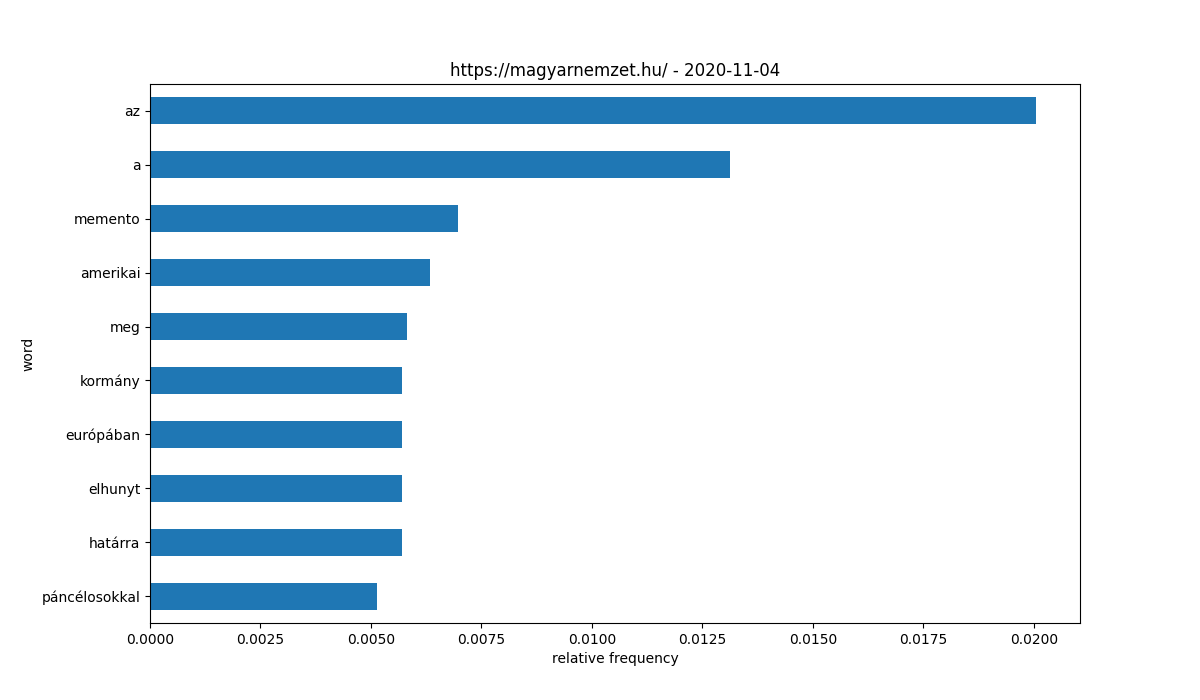 https://magyarnemzet.hu/ - 2020-11-04
az
a
memento
amerikai
meg
kormány
európában
elhunyt
határra
páncélosokkal
word
0.0000 0.0025 0.0050 0.0075 0.0100 0.0125 0.0150 0.0175 0.0200
relative frequency